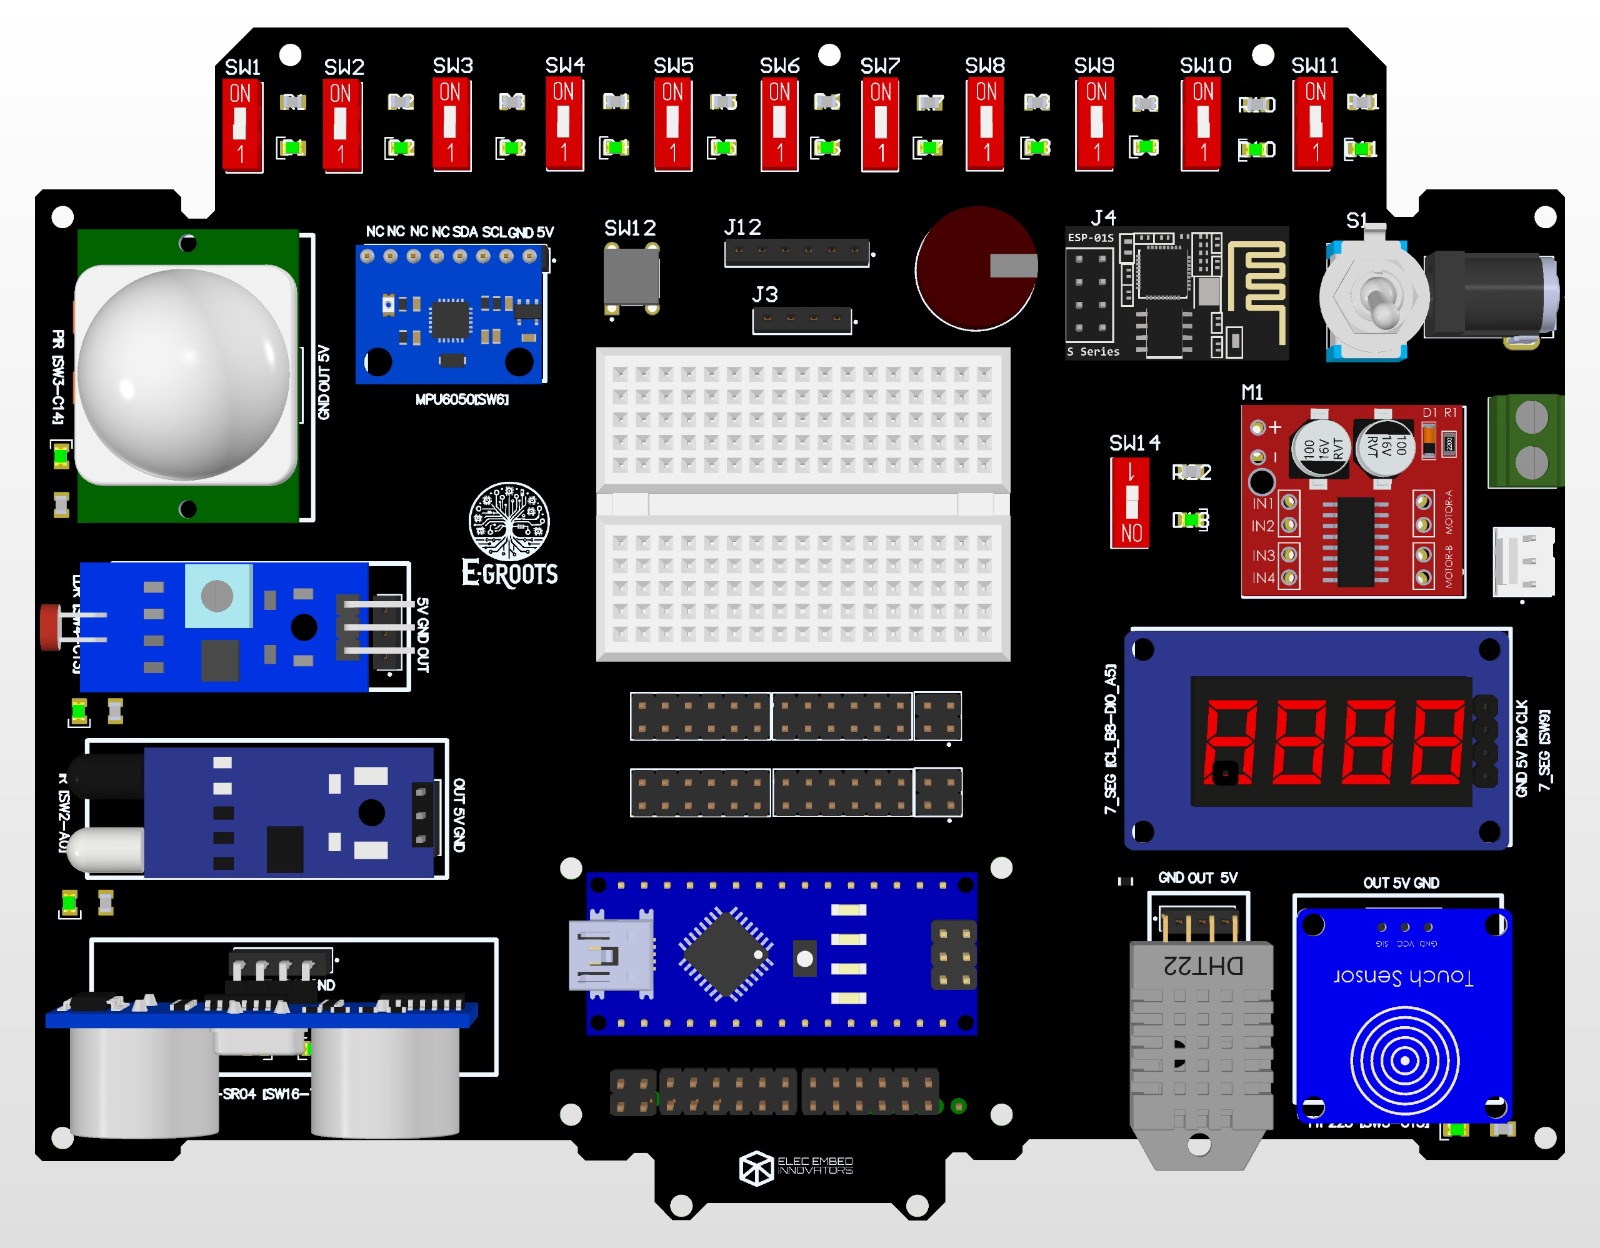 SW1 SW2 SW3 SW4 SW5 SW6 SW7 SW8 SW9 SW10 SW11
ON ON ON ON ON ON ON ON ON ON ON
1 1 1 1 1 1 1 1 1 1 1
NC NC NC NC SDA SCL GND 5V
MPU6050[SW6]
PR [SW3-C14]
GND OUT 5V
SW12
J12
J3
J4
ESP-01S
S Series
S1
M1
+
-
100 16V RVT
100 16V RVT
D1 R1
IN1
IN2
IN3
IN4
MOTOR-A
MOTOR-B
SW14
1
ON
E-GROOTS
5V GND OUT
OUT 5V GND
7_SEG [CL_B8-DIO_A5]
GND 5V DIO CLK
7_SEG [SW9]
GND OUT 5V
DHT22
OUT 5V GND
SIG VCC GND
Touch Sensor
-SR04 [SW16-
ELEC EMBED
INNOVATORS